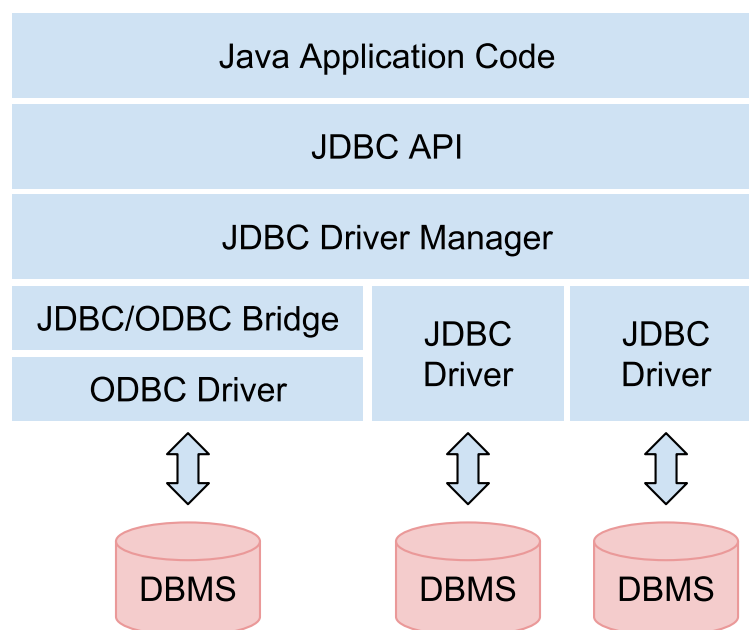 Java Application Code
JDBC API
JDBC Driver Manager
JDBC/ODBC Bridge
ODBC Driver
JDBC
Driver
JDBC
Driver
DBMS
DBMS
DBMS